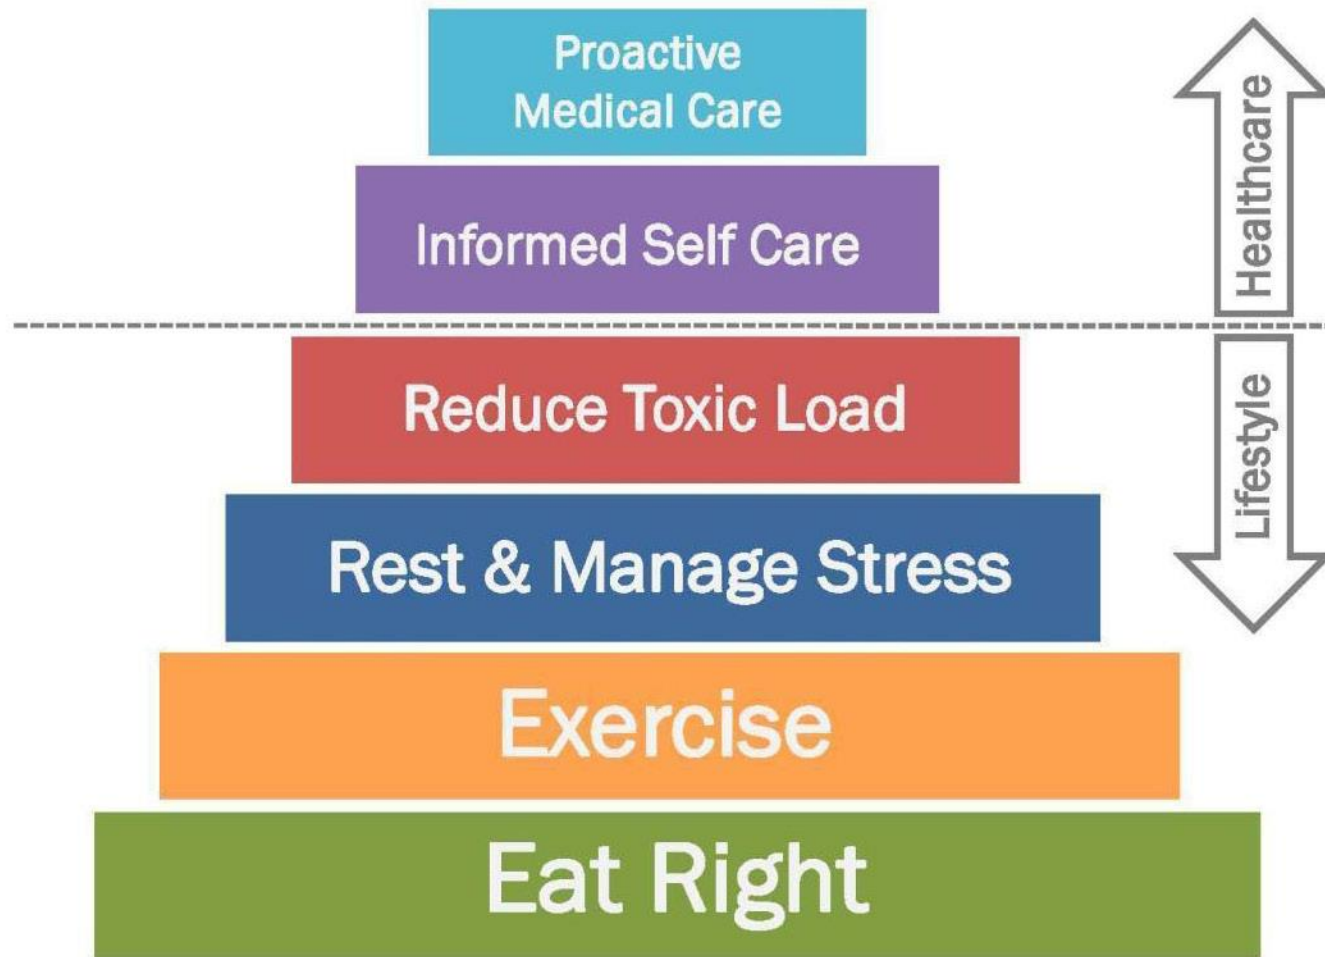 Proactive
Medical Care
Informed Self Care
Healthcare
Reduce Toxic Load
Lifestyle
Rest & Manage Stress
Exercise
Eat Right